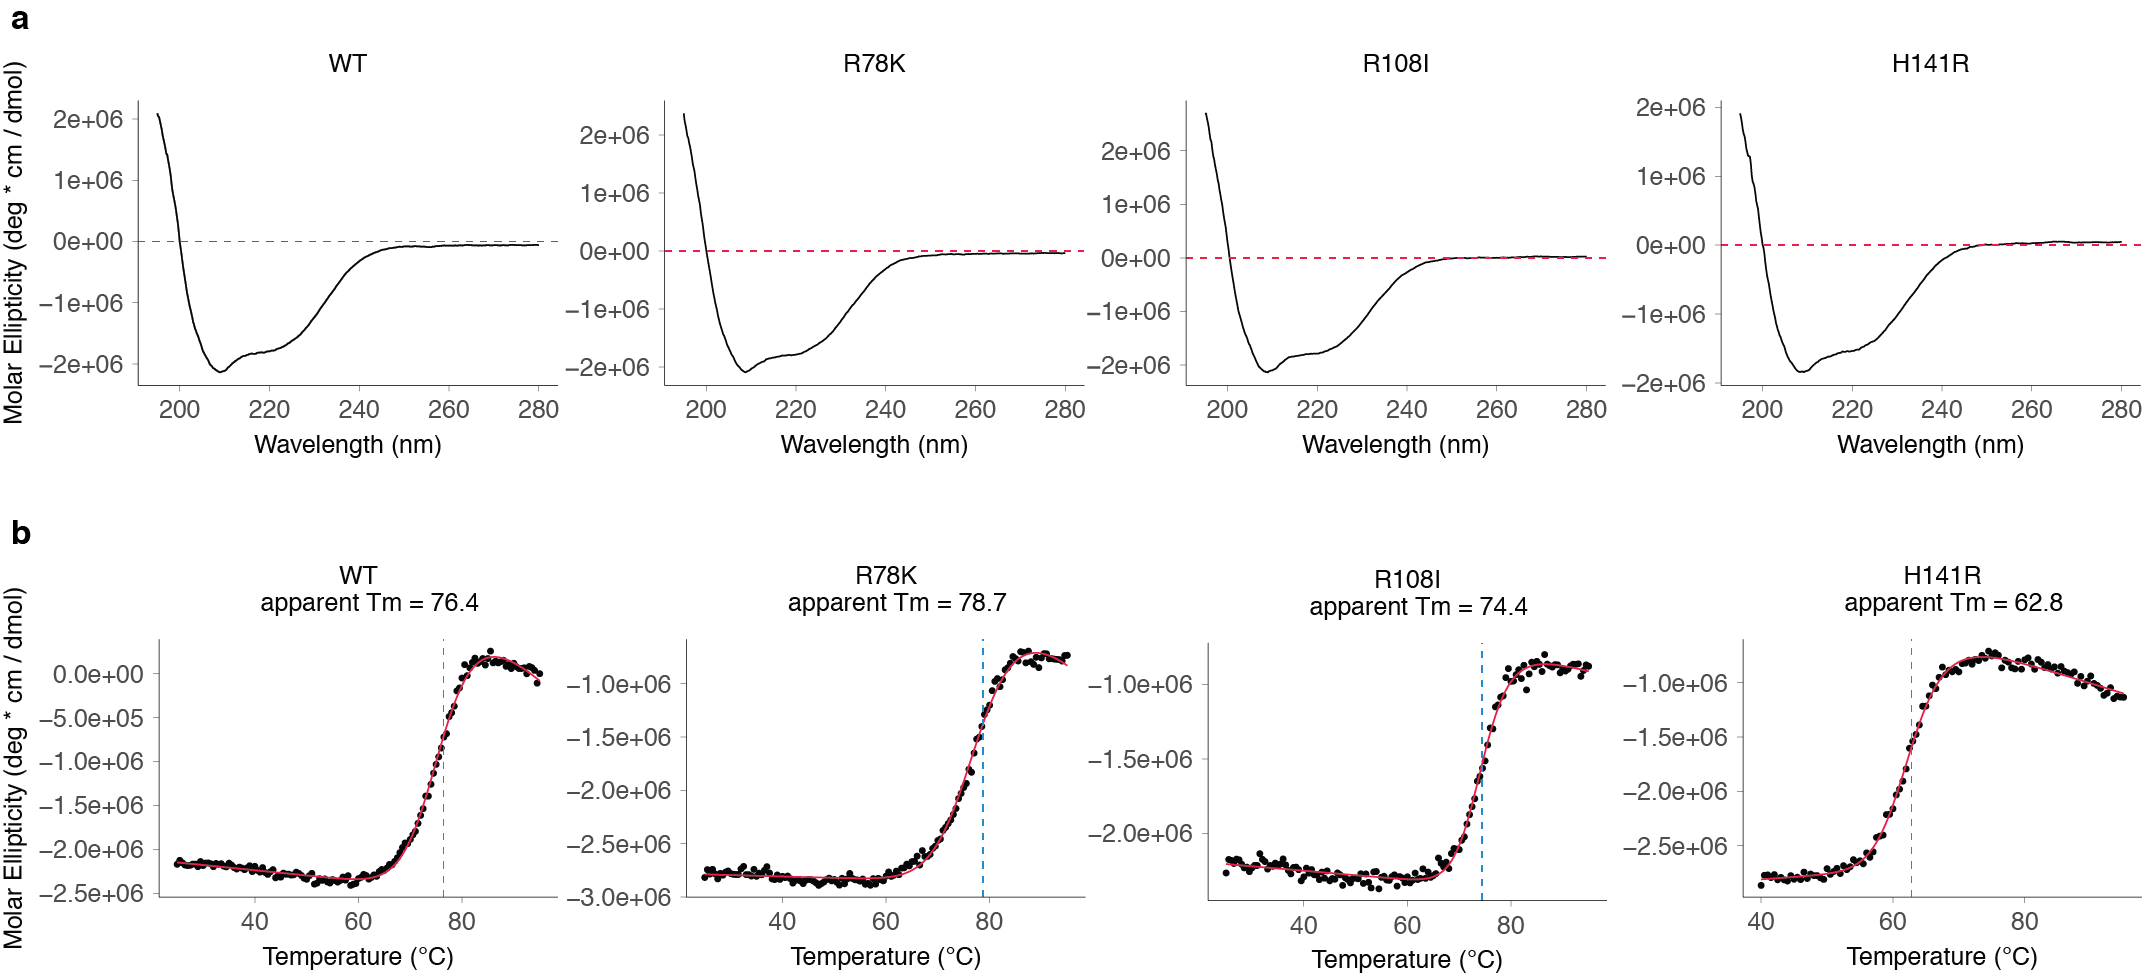 a
WT
R78K
R108I
H141R
Molar Ellipticity (deg * cm / dmol)
2e+06
1e+06
0e+00
−1e+06
−2e+06
200 220 240 260 280
Wavelength (nm)
2e+06
1e+06
0e+00
−1e+06
−2e+06
200 220 240 260 280
Wavelength (nm)
2e+06
1e+06
0e+00
−1e+06
−2e+06
200 220 240 260 280
Wavelength (nm)
2e+06
1e+06
0e+00
−1e+06
−2e+06
200 220 240 260 280
Wavelength (nm)
b
WT
apparent Tm = 76.4
R78K
apparent Tm = 78.7
R108I
apparent Tm = 74.4
H141R
apparent Tm = 62.8
Molar Ellipticity (deg * cm / dmol)
0.0e+00
−5.0e+05
−1.0e+06
−1.5e+06
−2.0e+06
−2.5e+06
40 60 80
Temperature (°C)
−1.0e+06
−1.5e+06
−2.0e+06
−2.5e+06
−3.0e+06
40 60 80
Temperature (°C)
−1.0e+06
−1.5e+06
−2.0e+06
40 60 80
Temperature (°C)
−1.0e+06
−1.5e+06
−2.0e+06
−2.5e+06
40 60 80
Temperature (°C)